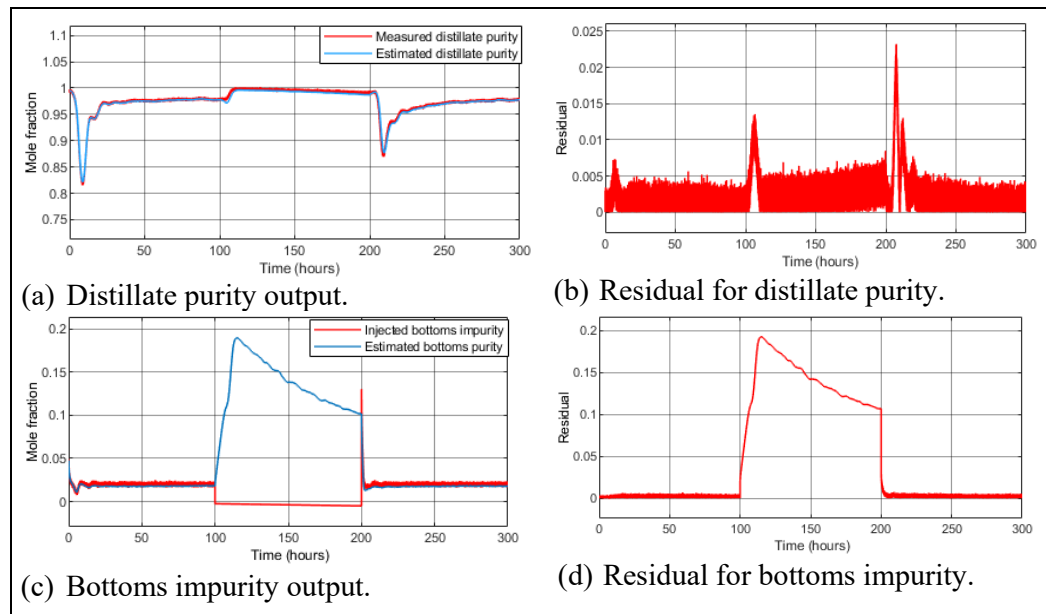 Measured distillate purity
Estimated distillate purity
Mole fraction
1.1
1.05
1
0.95
0.9
0.85
0.8
0.75
0 50 100 150 200 250 300
Time (hours)
(a) Distillate purity output.
Residual
0.025
0.02
0.015
0.01
0.005
0
0 50 100 150 200 250 300
Time (hours)
(b) Residual for distillate purity.
Injected bottoms impurity
Estimated bottoms purity
Mole fraction
0.2
0.15
0.1
0.05
0
0 50 100 150 200 250 300
Time (hours)
(c) Bottoms impurity output.
Residual
0.2
0.15
0.1
0.05
0
0 50 100 150 200 250 300
Time (hours)
(d) Residual for bottoms impurity.